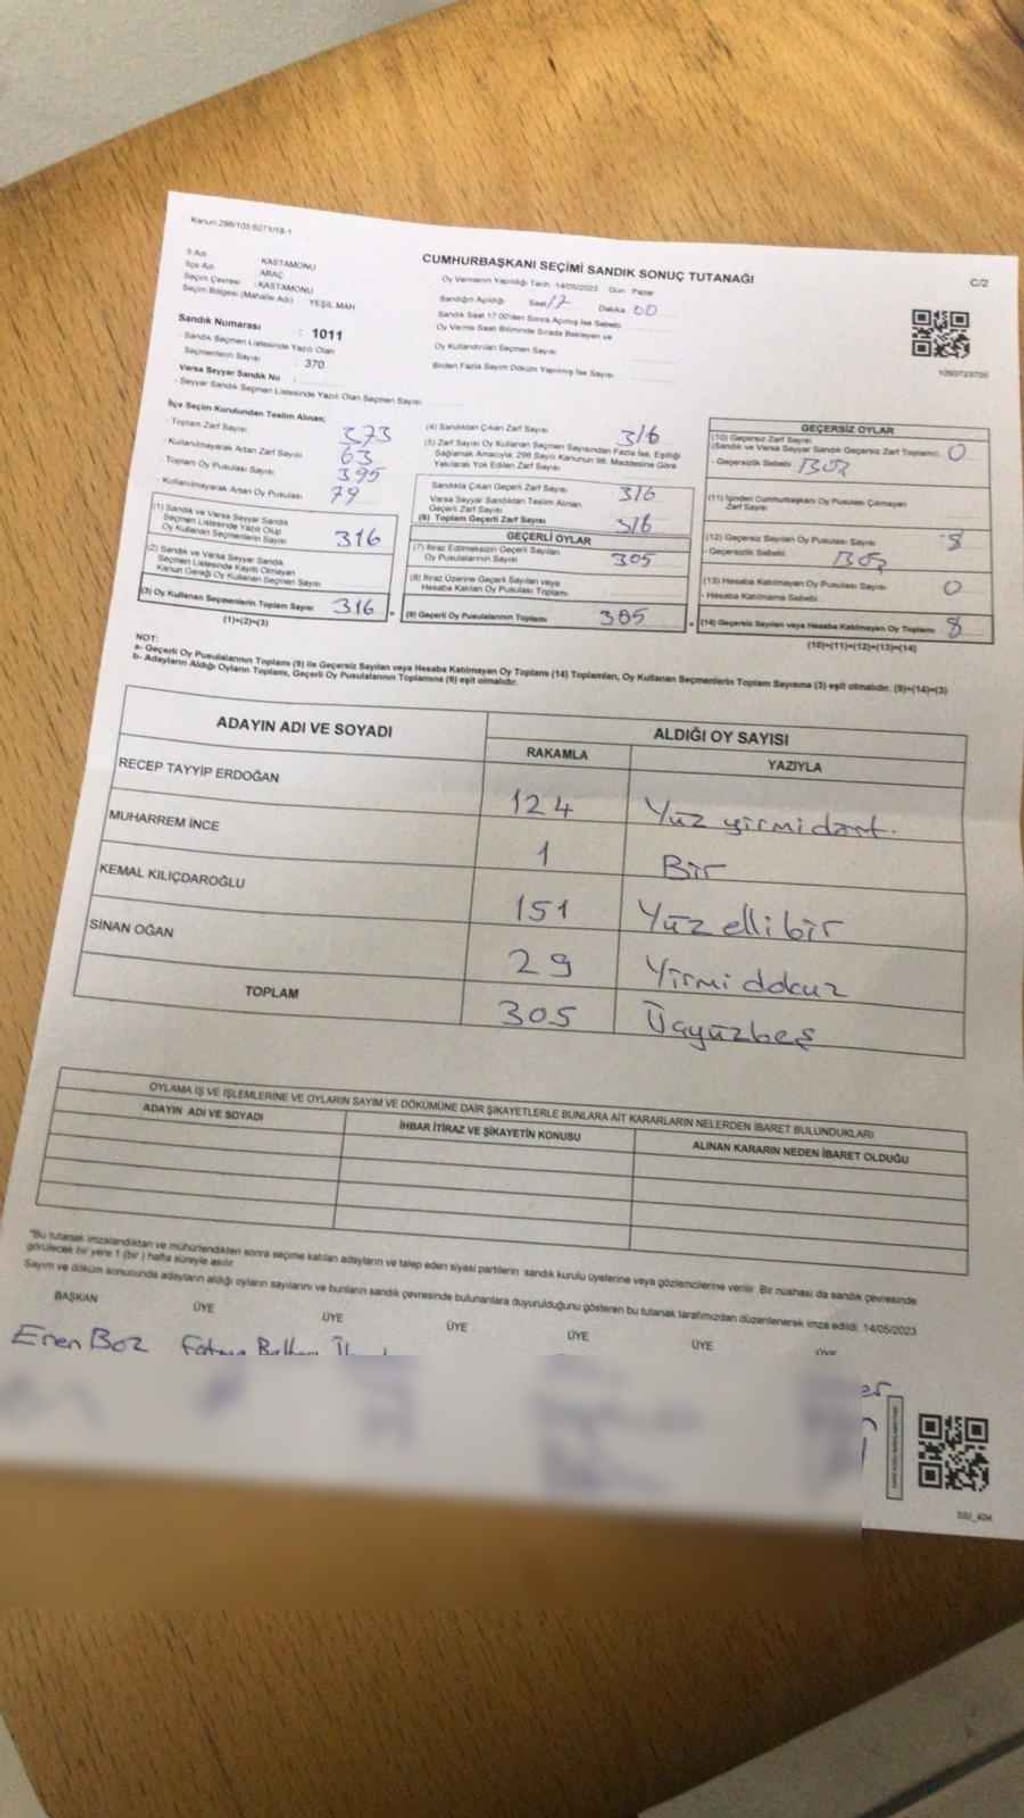 Kanun:298/105 6271/19-1
CUMHURBAŞKANI SEÇİMİ SANDIK SONUÇ TUTANAĞI
C/2
İl Adı : KASTAMONU
İlçe Adı : ARAÇ
Seçim Çevresi : KASTAMONU
Seçim Bölgesi (Mahalle Adı) : YEŞİL MAH
Oy Vermenin Yapıldığı Tarih : 14/05/2023 Gün : Pazar
Sandığın Açıldığı Saat 17 Dakika 00
Sandık Saat 17:00'den Sonra Açılmış İse Sebebi
Oy Verme Saati Bitiminde Sırada Bekleyen ve
Oy Kullandırılan Seçmen Sayısı
Birden Fazla Sayım Döküm Yapılmış İse Sayısı
Sandık Numarası : 1011
Sandık Seçmen Listesinde Yazılı Olan
Seçmenlerin Sayısı : 370
Varsa Seyyar Sandık No :
- Seyyar Sandık Seçmen Listesinde Yazılı Olan Seçmen Sayısı
İlçe Seçim Kurulundan Teslim Alınan;
- Toplam Zarf Sayısı 373
- Kullanılmayarak Artan Zarf Sayısı 63
- Toplam Oy Pusulası Sayısı 395
- Kullanılmayarak Artan Oy Pusulası 79
(1) Sandık ve Varsa Seyyar Sandık
Seçmen Listesinde Yazılı Olup
Oy Kullanan Seçmenlerin Sayısı 316
(2) Sandık ve Varsa Seyyar Sandık
Seçmen Listesinde Kayıtlı Olmayan
Kanun Gereği Oy Kullanan Seçmen Sayısı
(3) Oy Kullanan Seçmenlerin Toplam Sayısı 316
(1)+(2)=(3)
(4) Sandıktan Çıkan Zarf Sayısı 316
(5) Zarf Sayısı Oy Kullanan Seçmen Sayısından Fazla İse, Eşitliği
Sağlamak Amacıyla, 298 Sayılı Kanunun 98. Maddesine Göre
Yakılarak Yok Edilen Zarf Sayısı
Sandıkta Çıkan Geçerli Zarf Sayısı 316
Varsa Seyyar Sandıktan Teslim Alınan
Geçerli Zarf Sayısı
(6) Toplam Geçerli Zarf Sayısı 316
GEÇERLİ OYLAR
(7) İtiraz Edilmeksizin Geçerli Sayılan
Oy Pusulalarının Sayısı 305
(8) İtiraz Üzerine Geçerli Sayılan veya
Hesaba Katılan Oy Pusulası Toplamı
(9) Geçerli Oy Pusulalarının Toplamı 305
GEÇERSİZ OYLAR
(10) Geçersiz Zarf Sayısı
(Sandık ve Varsa Seyyar Sandık Geçersiz Zarf Toplamı) 0
- Geçersizlik Sebebi
(11) İçinden Cumhurbaşkanı Oy Pusulası Çıkmayan
Zarf Sayısı
(12) Geçersiz Sayılan Oy Pusulası Sayısı 8
- Geçersizlik Sebebi
(13) Hesaba Katılmayan Oy Pusulası Sayısı 0
- Hesaba Katılmama Sebebi
(14) Geçersiz Sayılan veya Hesaba Katılmayan Oy Toplamı 8
(10)+(11)+(12)+(13)=(14)
NOT:
a- Geçerli Oy Pusulalarının Toplamı (9) ile Geçersiz Sayılan veya Hesaba Katılmayan Oy Toplamı (14) Toplamları, Oy Kullanan Seçmenlerin Toplam Sayısına (3) eşit olmalıdır. (9)+(14)=(3)
b- Adayların Aldığı Oyların Toplamı, Geçerli Oy Pusulalarının Toplamına (9) eşit olmalıdır.
ADAYIN ADI VE SOYADI
ALDIĞI OY SAYISI
RAKAMLA YAZIYLA
RECEP TAYYİP ERDOĞAN 124 Yüz yirmidört.
MUHARREM İNCE 1 Bir
KEMAL KILIÇDAROĞLU 151 Yüz elli bir
SİNAN OĞAN 29 Yirmi dokuz
TOPLAM 305 Üçyüzbeş
OYLAMA İŞ VE İŞLEMLERİNE VE OYLARIN SAYIM VE DÖKÜMÜNE DAİR ŞİKAYETLERLE BUNLARA AİT KARARLARIN NELERDEN İBARET BULUNDUKLARI
ADAYIN ADI VE SOYADI İHBAR İTİRAZ VE ŞİKAYETİN KONUSU ALINAN KARARIN NEDEN İBARET OLDUĞU
"Bu tutanak imzalandıktan ve mühürlendikten sonra seçime katılan adayların ve talep eden siyasi partilerin sandık kurulu üyelerine veya gözlemcilerine verilir. Bir nüshası da sandık çevresinde
görülecek bir yere 1 (bir) hafta süreyle asılır.
Sayım ve döküm sonucunda adayların aldığı oyların sayılarını ve bunların sandık çevresinde bulunanlara duyurulduğunu gösteren bu tutanak tarafımızdan düzenlenerek imza edildi. 14/05/2023
BAŞKAN ÜYE ÜYE ÜYE ÜYE ÜYE ÜYE
Eren Boz